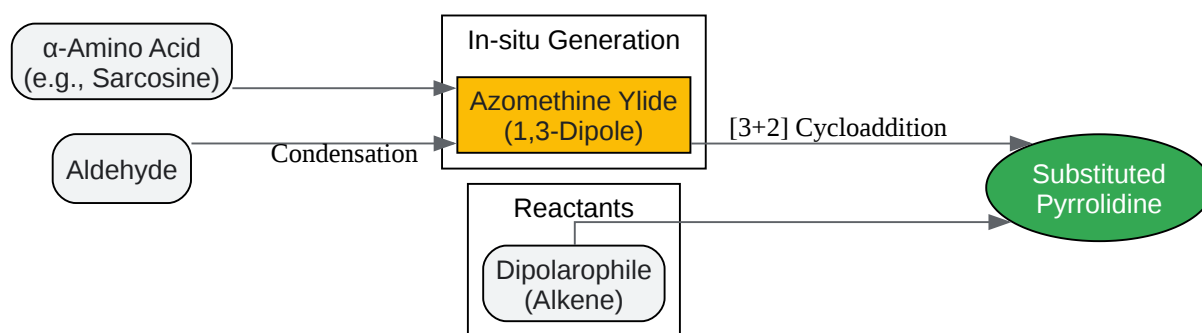 α-Amino Acid
(e.g., Sarcosine)
Aldehyde
Condensation
In-situ Generation
Azomethine Ylide
(1,3-Dipole)
[3+2] Cycloaddition
Reactants
Dipolarophile
(Alkene)
Substituted
Pyrrolidine